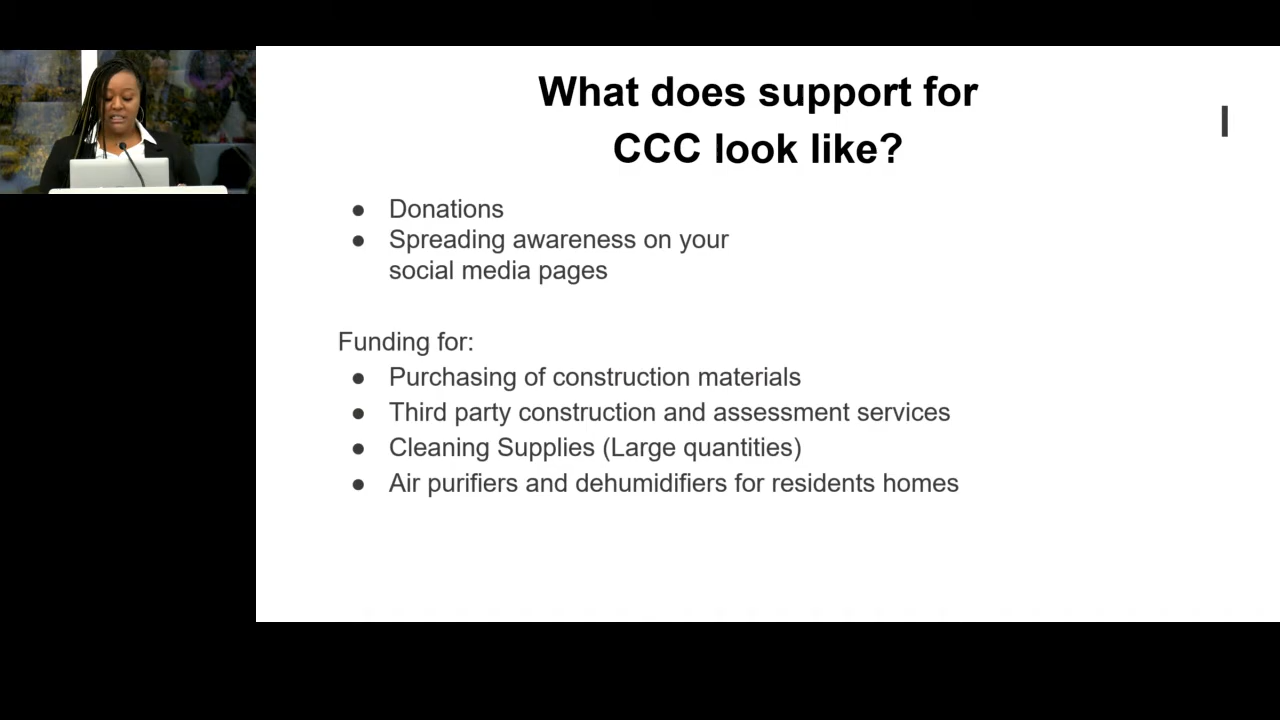 What does support for
CCC look like?
● Donations
● Spreading awareness on your
social media pages
Funding for:
● Purchasing of construction materials
● Third party construction and assessment services
● Cleaning Supplies (Large quantities)
● Air purifiers and dehumidifiers for residents homes